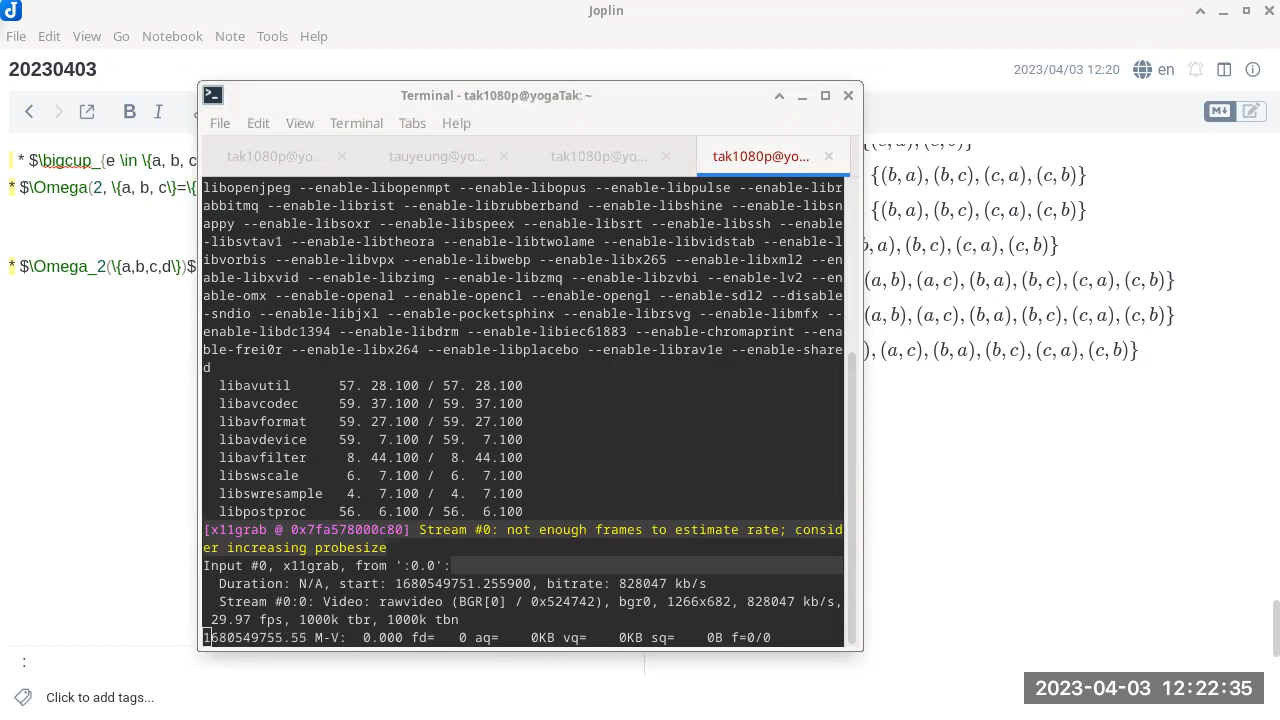 Joplin
File Edit View Go Notebook Note Tools Help
20230403
2023/04/03 12:20 en
B I
* $\bigcup_{e \in \{a, b, c
* $\Omega(2, \{a, b, c\}=\{
* $\Omega_2(\{a,b,c,d\})$
Terminal - tak1080p@yogaTak: ~
File Edit View Terminal Tabs Help
tak1080p@yo... tauyeung@yo... tak1080p@yo... tak1080p@yo...
libopenjpeg --enable-libopenmpt --enable-libopus --enable-libpulse --enable-libr
abbitmq --enable-librist --enable-librubberband --enable-libshine --enable-libsn
appy --enable-libsoxr --enable-libspeex --enable-libsrt --enable-libssh --enable
-libsvtav1 --enable-libtheora --enable-libtwolame --enable-libvidstab --enable-l
ibvorbis --enable-libvpx --enable-libwebp --enable-libx265 --enable-libxml2 --en
able-libxvid --enable-libzimg --enable-libzmq --enable-libzvbi --enable-lv2 --en
able-omx --enable-openal --enable-opencl --enable-opengl --enable-sdl2 --disable
-sndio --enable-libjxl --enable-pocketsphinx --enable-librsvg --enable-libmfx --
enable-libdc1394 --enable-libdrm --enable-libiec61883 --enable-chromaprint --ena
ble-frei0r --enable-libx264 --enable-libplacebo --enable-librav1e --enable-share
d
libavutil 57. 28.100 / 57. 28.100
libavcodec 59. 37.100 / 59. 37.100
libavformat 59. 27.100 / 59. 27.100
libavdevice 59. 7.100 / 59. 7.100
libavfilter 8. 44.100 / 8. 44.100
libswscale 6. 7.100 / 6. 7.100
libswresample 4. 7.100 / 4. 7.100
libpostproc 56. 6.100 / 56. 6.100
[x11grab @ 0x7fa578000c80] Stream #0: not enough frames to estimate rate; consid
er increasing probesize
Input #0, x11grab, from ':0.0':
Duration: N/A, start: 1680549751.255900, bitrate: 828047 kb/s
Stream #0:0: Video: rawvideo (BGR[0] / 0x524742), bgr0, 1266x682, 828047 kb/s,
29.97 fps, 1000k tbr, 1000k tbn
1680549755.55 M-V: 0.000 fd= 0 aq= 0KB vq= 0KB sq= 0B f=0/0
{(b, a), (b, c), (c, a), (c, b)}
{(b, a), (b, c), (c, a), (c, b)}
, a), (b, c), (c, a), (c, b)}
(a, b), (a, c), (b, a), (b, c), (c, a), (c, b)}
(a, b), (a, c), (b, a), (b, c), (c, a), (c, b)}
), (a, c), (b, a), (b, c), (c, a), (c, b)}
:
Click to add tags...
2023-04-03 12:22:35